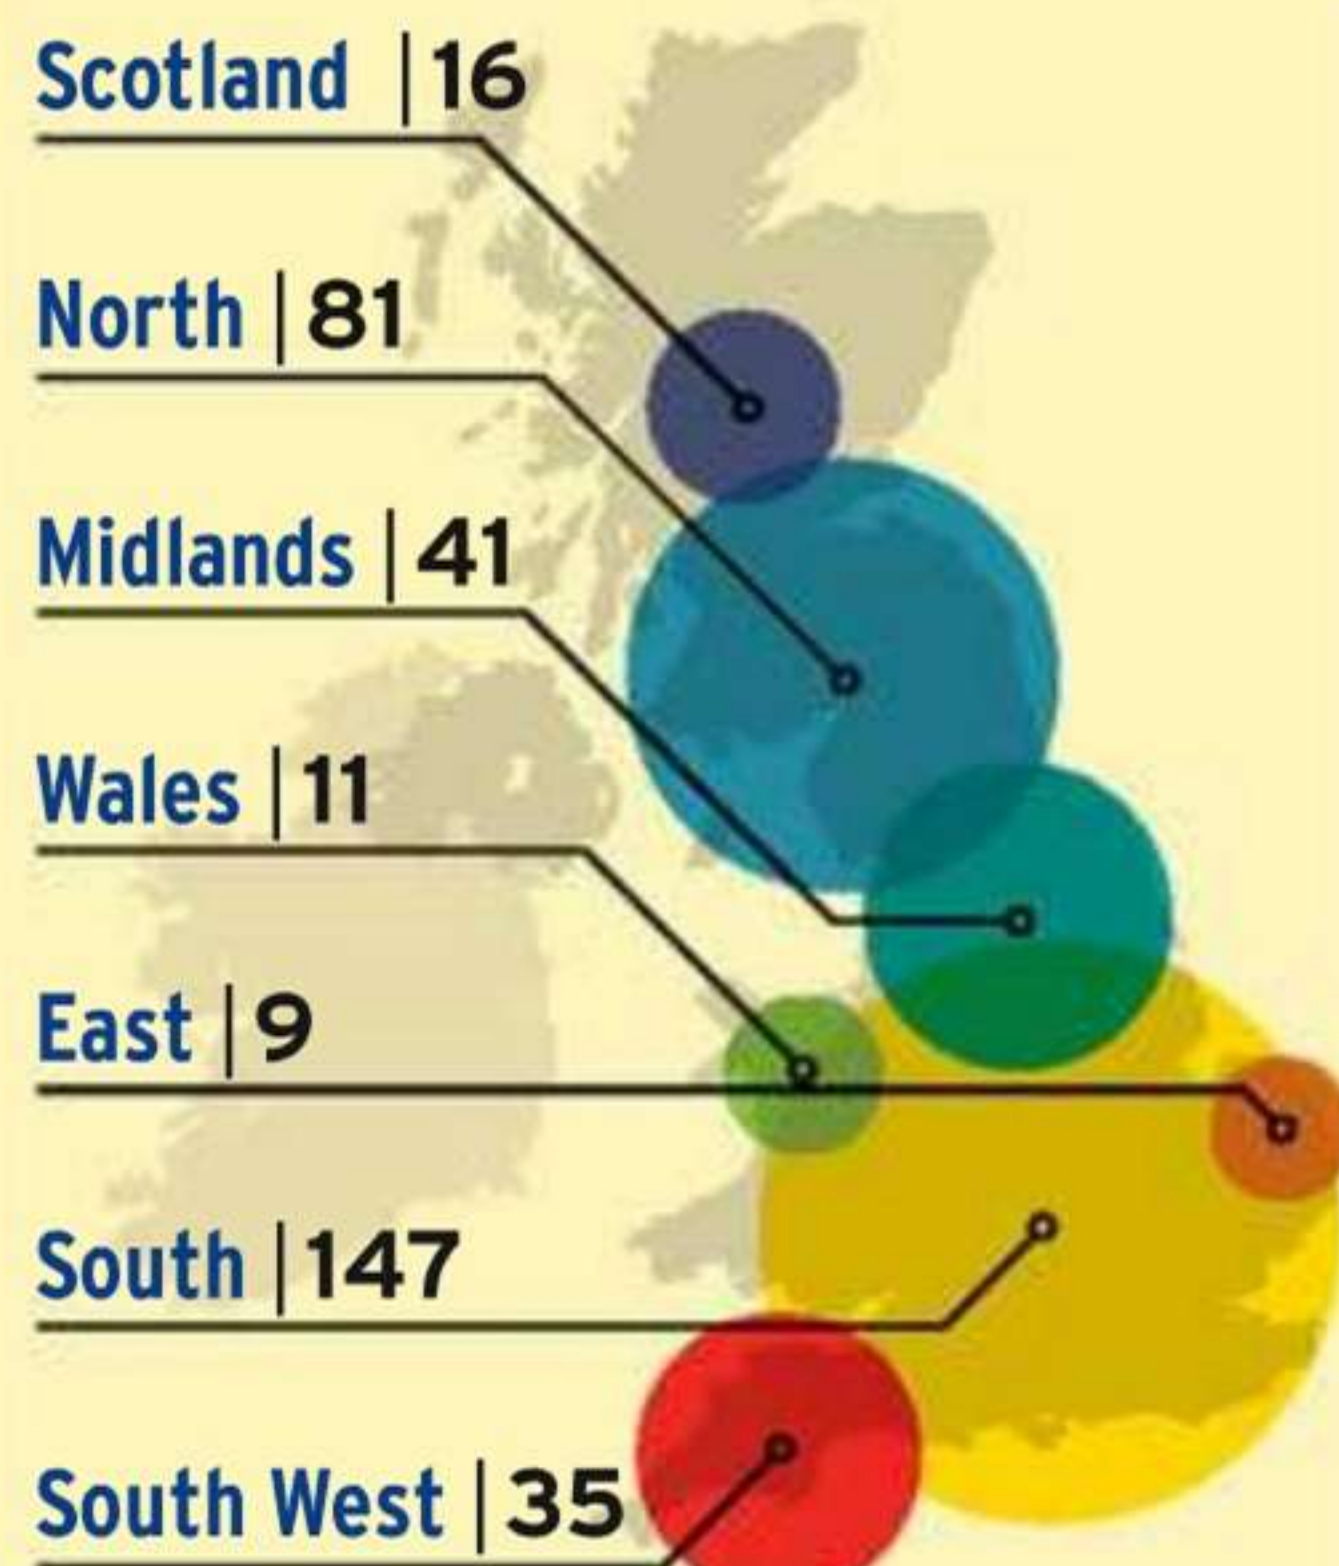 Scotland | 16
North | 81
Midlands | 41
Wales | 11
East | 9
South | 147
South West | 35